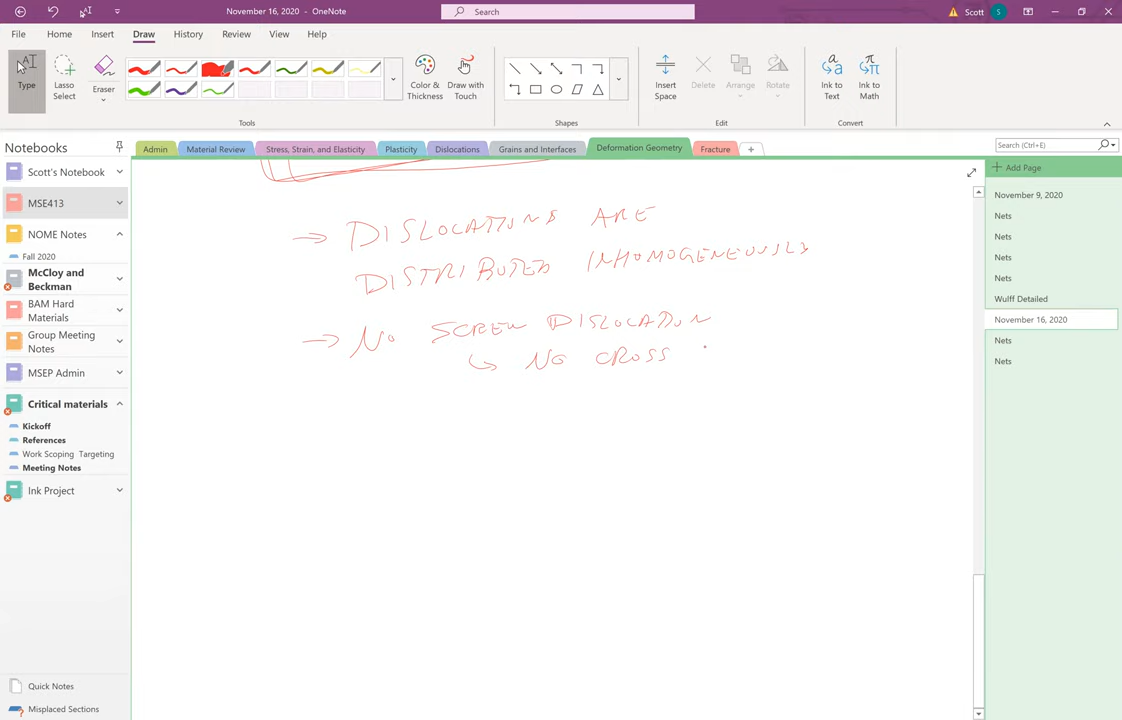 November 16, 2020 - OneNote
Search
Scott
S
File
Home
Insert
Draw
History
Review
View
Help
Type
Lasso Select
Eraser
Color & Thickness
Draw with Touch
Insert Space
Delete
Arrange
Rotate
Ink to Text
Ink to Math
Tools
Shapes
Edit
Convert
Notebooks
Admin
Material Review
Stress, Strain, and Elasticity
Plasticity
Dislocations
Grains and Interfaces
Deformation Geometry
Fracture
Search (Ctrl+E)
Scott's Notebook
MSE413
NOME Notes
Fall 2020
McCloy and Beckman
BAM Hard Materials
Group Meeting Notes
MSEP Admin
Critical materials
Kickoff
References
Work Scoping Targeting
Meeting Notes
Ink Project
Quick Notes
Misplaced Sections
→ DISLOCATIONS ARE
DISTRIBUTED INHOMOGENEOUSLY
→ NO SCREW DISLOCATION
↳ NO CROSS
Add Page
November 9, 2020
Nets
Nets
Nets
Nets
Wulff Detailed
November 16, 2020
Nets
Nets